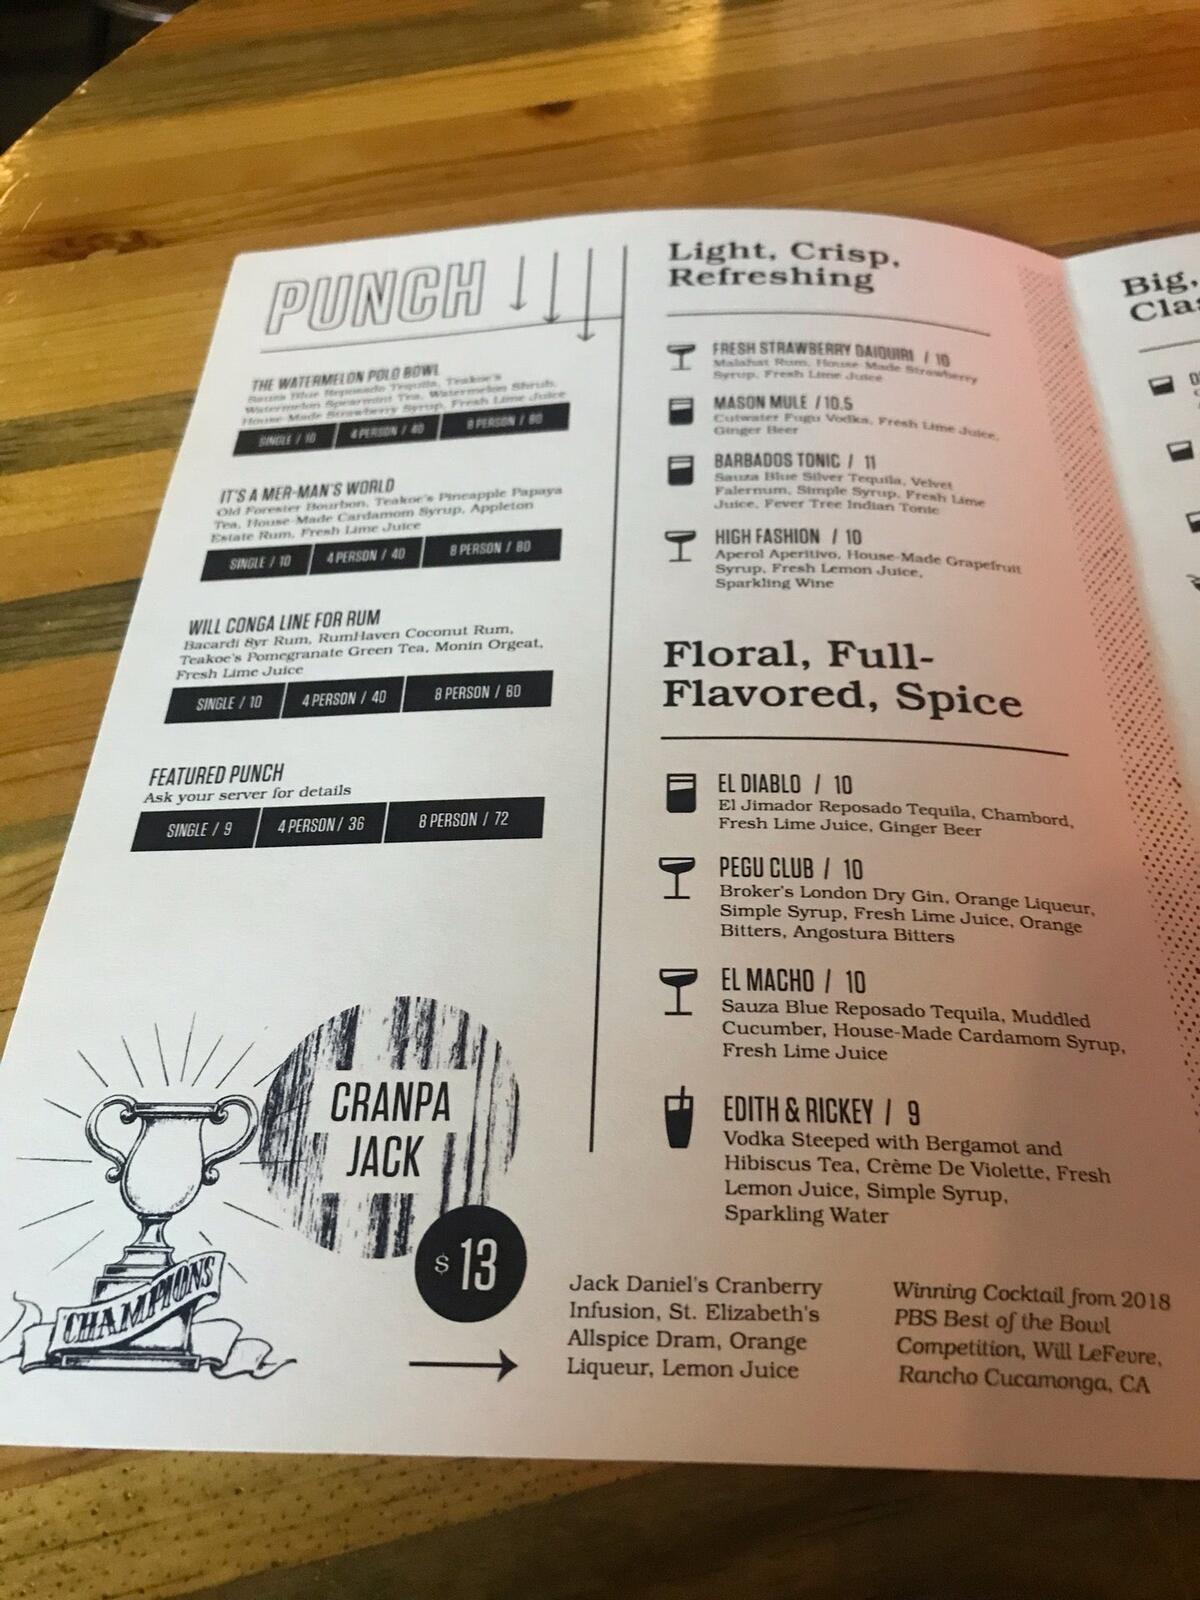 PUNCH
THE WATERMELON POLO BOWL
Sauza Blue Reposado Tequila, Teakoe's
Watermelon Spearmint Tea, Watermelon Shrub,
House Made Strawberry Syrup, Fresh Lime Juice
SINGLE / 10 4 PERSON / 40 8 PERSON / 80
IT'S A MER-MAN'S WORLD
Old Forester Bourbon, Teakoe's Pineapple Papaya
Tea, House-Made Cardamom Syrup, Appleton
Estate Rum, Fresh Lime Juice
SINGLE / 10 4 PERSON / 40 8 PERSON / 80
WILL CONGA LINE FOR RUM
Bacardi 8yr Rum, RumHaven Coconut Rum,
Teakoe's Pomegranate Green Tea, Monin Orgeat,
Fresh Lime Juice
SINGLE / 10 4 PERSON / 40 8 PERSON / 80
FEATURED PUNCH
Ask your server for details
SINGLE / 9 4 PERSON / 36 8 PERSON / 72
Light, Crisp,
Refreshing
FRESH STRAWBERRY DAIQUIRI / 10
Malahat Rum, House-Made Strawberry
Syrup, Fresh Lime Juice
MASON MULE / 10.5
Cutwater Fugu Vodka, Fresh Lime Juice,
Ginger Beer
BARBADOS TONIC / 11
Sauza Blue Silver Tequila, Velvet
Falernum, Simple Syrup, Fresh Lime
Juice, Fever Tree Indian Tonic
HIGH FASHION / 10
Aperol Aperitivo, House-Made Grapefruit
Syrup, Fresh Lemon Juice,
Sparkling Wine
Floral, Full-
Flavored, Spice
EL DIABLO / 10
El Jimador Reposado Tequila, Chambord,
Fresh Lime Juice, Ginger Beer
PEGU CLUB / 10
Broker's London Dry Gin, Orange Liqueur,
Simple Syrup, Fresh Lime Juice, Orange
Bitters, Angostura Bitters
EL MACHO / 10
Sauza Blue Reposado Tequila, Muddled
Cucumber, House-Made Cardamom Syrup,
Fresh Lime Juice
EDITH & RICKEY / 9
Vodka Steeped with Bergamot and
Hibiscus Tea, Crème De Violette, Fresh
Lemon Juice, Simple Syrup,
Sparkling Water
CHAMPIONS
CRANPA
JACK
$13
Jack Daniel's Cranberry
Infusion, St. Elizabeth's
Allspice Dram, Orange
Liqueur, Lemon Juice
Winning Cocktail from 2018
PBS Best of the Bowl
Competition, Will LeFevre,
Rancho Cucamonga, CA
Big,